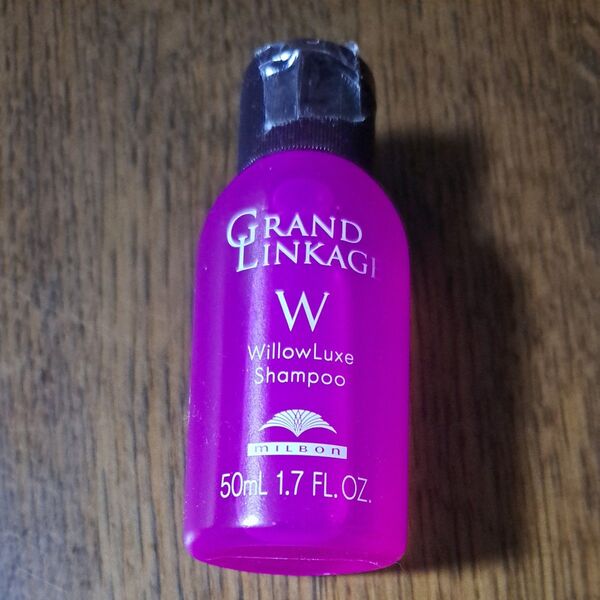 GRAND
LINKAGE
W
WillowLuxe
Shampoo
MILBON
50mL 1.7 FL. OZ.